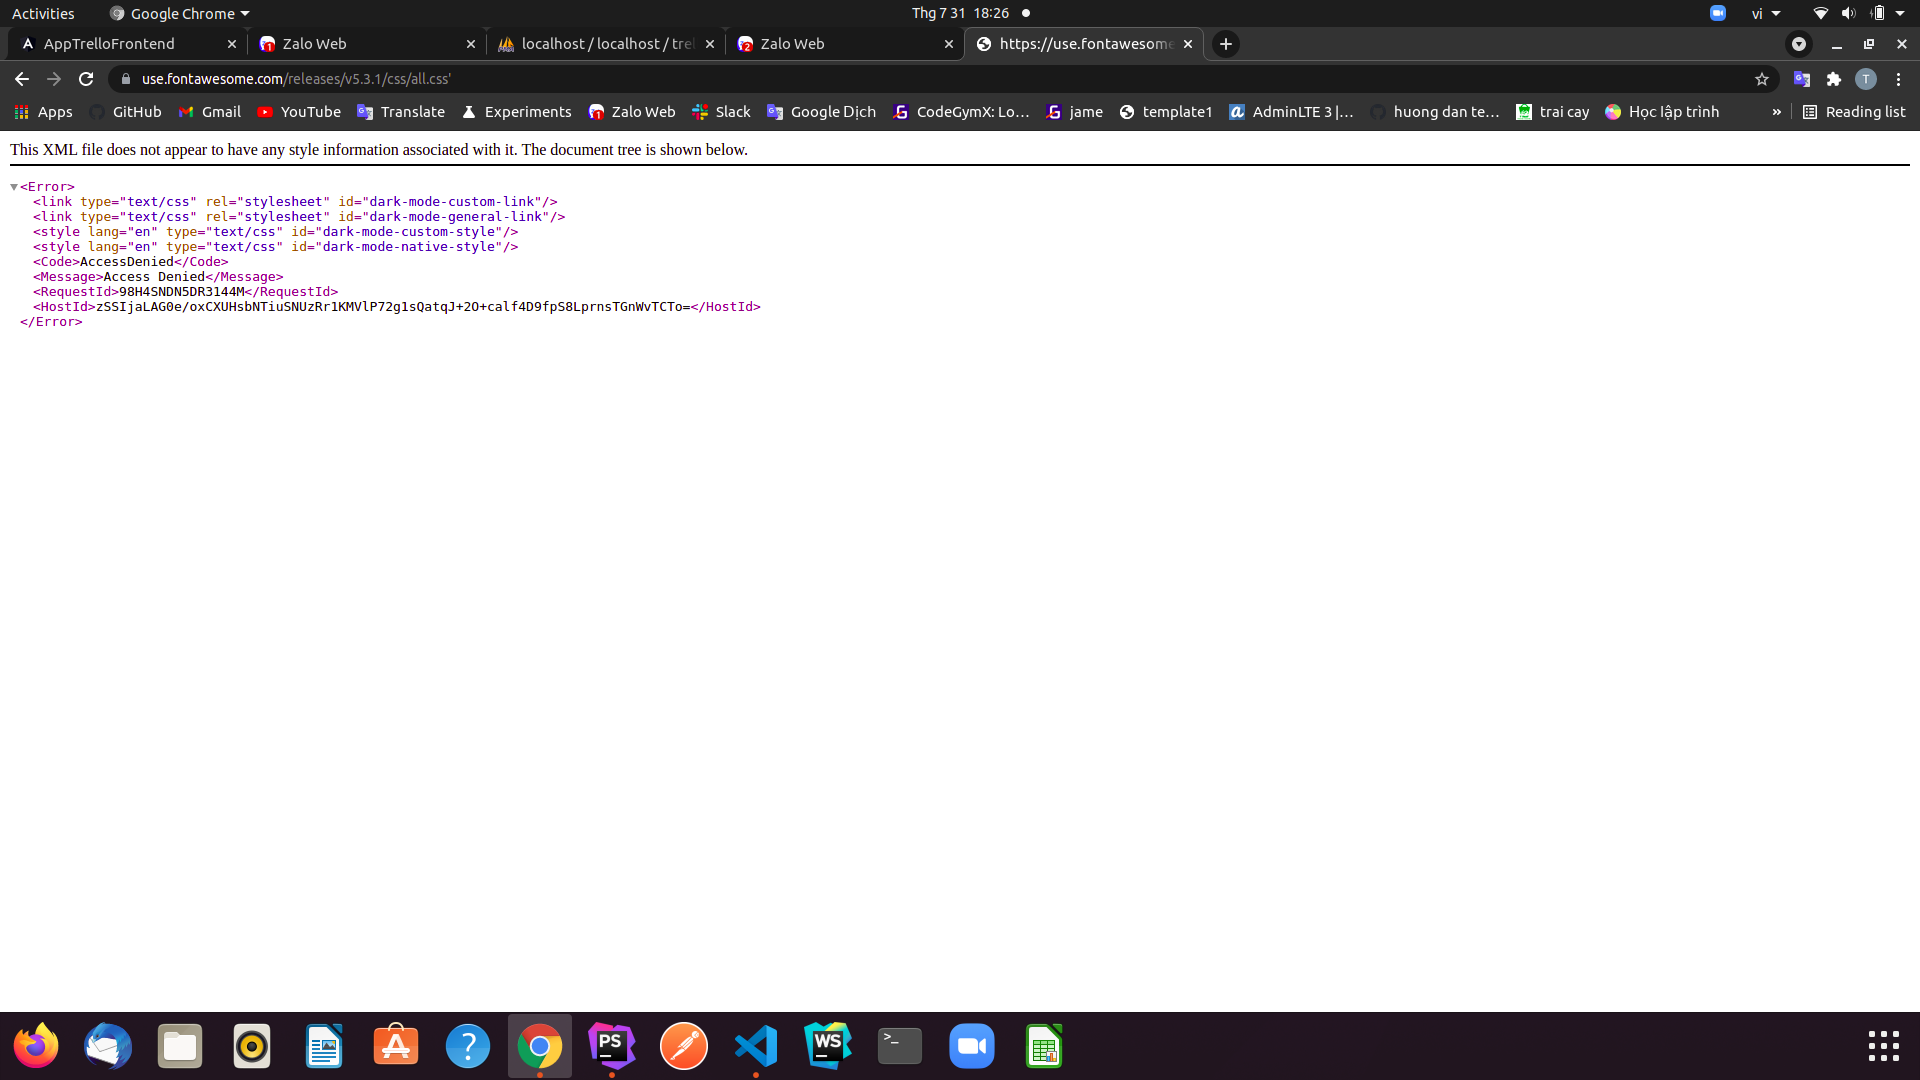 Activities
Google Chrome
Thg 7 31 18:26
vi
AppTrelloFrontend
Zalo Web
localhost / localhost / trel
Zalo Web
https://use.fontawesome
use.fontawesome.com/releases/v5.3.1/css/all.css'
T
Apps
GitHub
Gmail
YouTube
Translate
Experiments
Zalo Web
Slack
Google Dịch
CodeGymX: Lo...
jame
template1
AdminLTE 3 |...
huong dan te...
trai cay
Học lập trình
»
Reading list
This XML file does not appear to have any style information associated with it. The document tree is shown below.
<Error>
<link type="text/css" rel="stylesheet" id="dark-mode-custom-link"/>
<link type="text/css" rel="stylesheet" id="dark-mode-general-link"/>
<style lang="en" type="text/css" id="dark-mode-custom-style"/>
<style lang="en" type="text/css" id="dark-mode-native-style"/>
<Code>AccessDenied</Code>
<Message>Access Denied</Message>
<RequestId>98H4SNDN5DR3144M</RequestId>
<HostId>zSSIjaLAG0e/oxCXUHsbNTiuSNUzRr1KMVlP72g1sQatqJ+2O+calf4D9fpS8LprnsTGnWvTCTo=</HostId>
</Error>
PS
WS